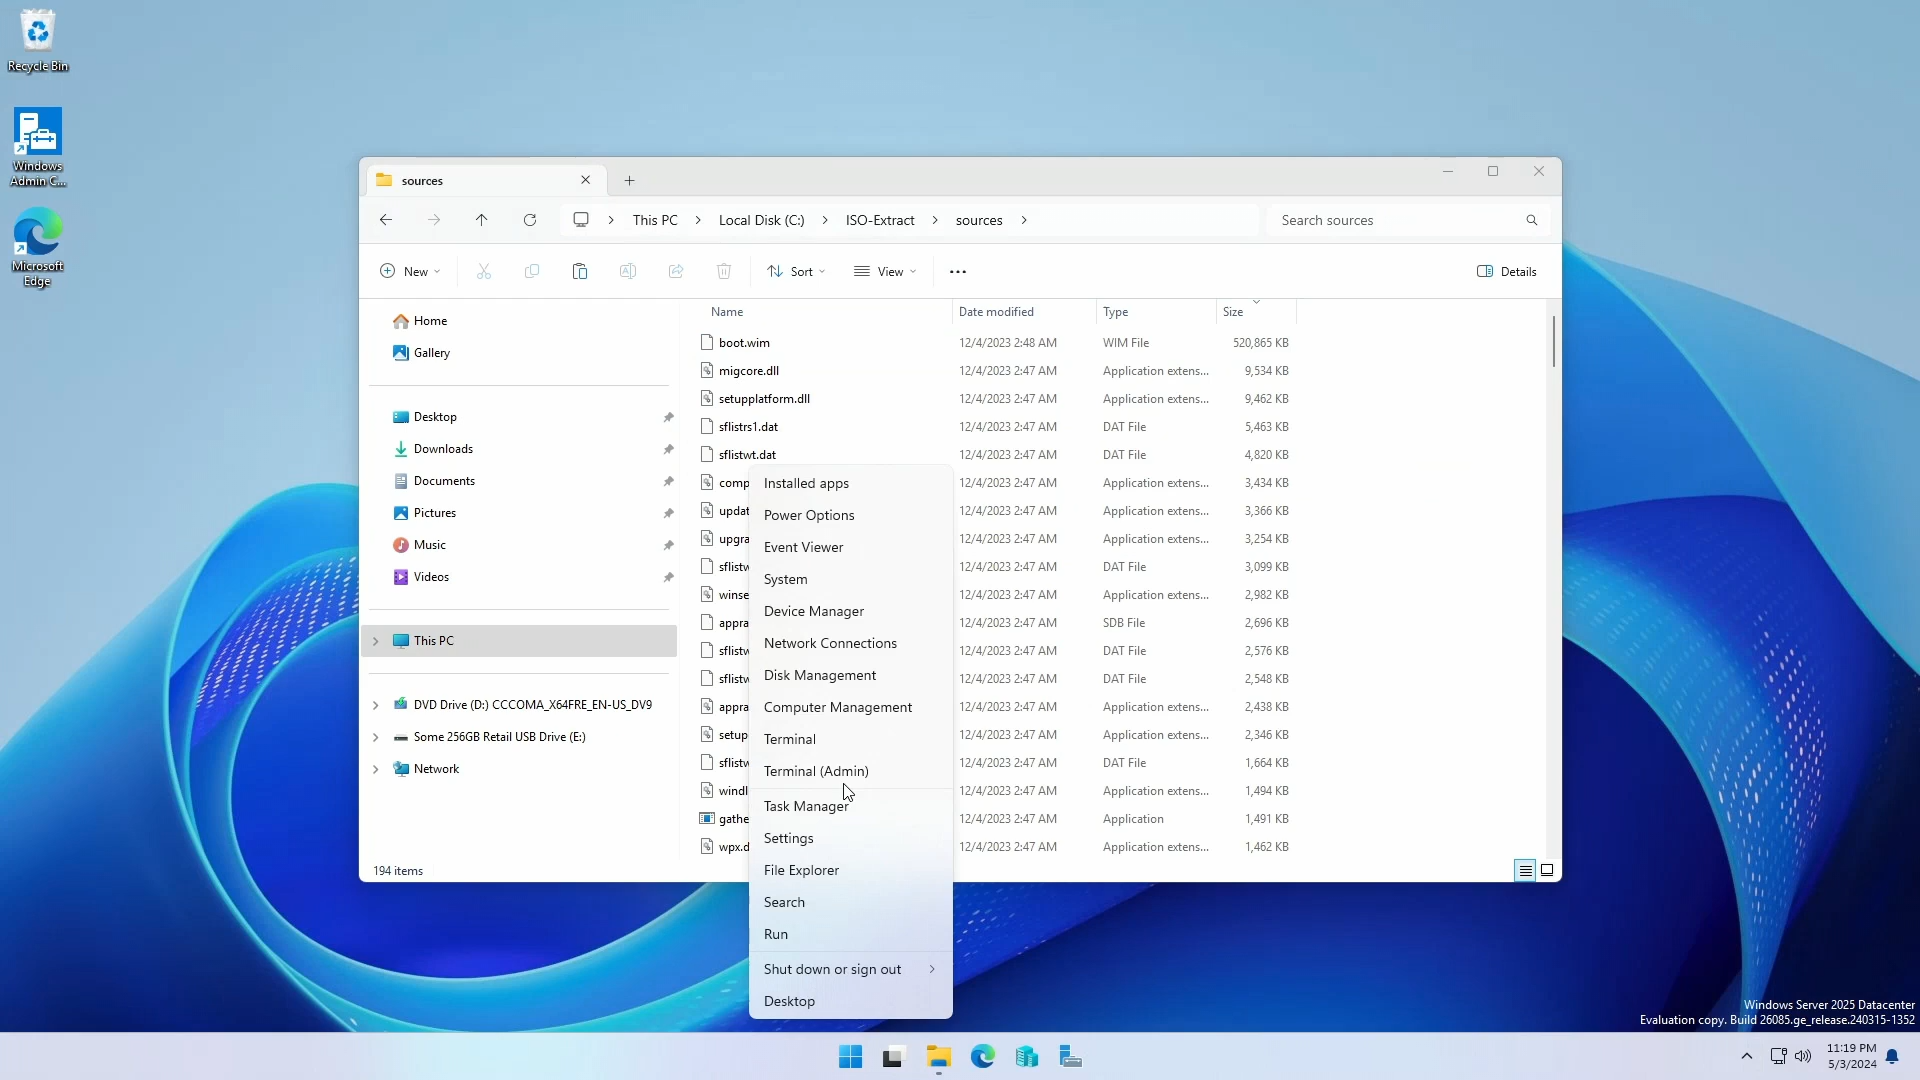 Recycle Bin
Windows
Admin C...
Microsoft
Edge
sources
This PC
Local Disk (C:)
ISO-Extract
sources
Search sources
New
Sort
View
Details
Home
Gallery
Desktop
Downloads
Documents
Pictures
Music
Videos
This PC
DVD Drive (D:) CCCOMA_X64FRE_EN-US_DV9
Some 256GB Retail USB Drive (E:)
Network
Name Date modified Type Size
boot.wim 12/4/2023 2:48 AM WIM File 520,865 KB
migcore.dll 12/4/2023 2:47 AM Application extens... 9,534 KB
setupplatform.dll 12/4/2023 2:47 AM Application extens... 9,462 KB
sflistrs1.dat 12/4/2023 2:47 AM DAT File 5,463 KB
sflistwt.dat 12/4/2023 2:47 AM DAT File 4,820 KB
comp 12/4/2023 2:47 AM Application extens... 3,434 KB
updat 12/4/2023 2:47 AM Application extens... 3,366 KB
upgra 12/4/2023 2:47 AM Application extens... 3,254 KB
sflistw 12/4/2023 2:47 AM DAT File 3,099 KB
winse 12/4/2023 2:47 AM Application extens... 2,982 KB
appra 12/4/2023 2:47 AM SDB File 2,696 KB
sflistw 12/4/2023 2:47 AM DAT File 2,576 KB
sflistw 12/4/2023 2:47 AM DAT File 2,548 KB
appra 12/4/2023 2:47 AM Application extens... 2,438 KB
setup 12/4/2023 2:47 AM Application extens... 2,346 KB
sflistw 12/4/2023 2:47 AM DAT File 1,664 KB
windl 12/4/2023 2:47 AM Application extens... 1,494 KB
gathe 12/4/2023 2:47 AM Application 1,491 KB
wpx.d 12/4/2023 2:47 AM Application extens... 1,462 KB
194 items
Installed apps
Power Options
Event Viewer
System
Device Manager
Network Connections
Disk Management
Computer Management
Terminal
Terminal (Admin)
Task Manager
Settings
File Explorer
Search
Run
Shut down or sign out
Desktop
Windows Server 2025 Datacenter
Evaluation copy. Build 26085.ge_release.240315-1352
11:19 PM
5/3/2024